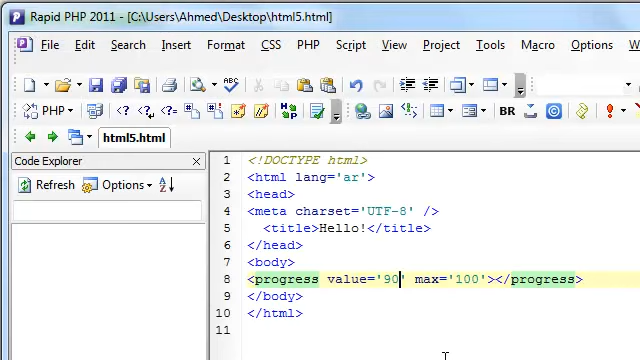 Rapid PHP 2011 - [C:\Users\Ahmed\Desktop\html5.html]
File Edit Search Insert Format CSS PHP Script View Project Tools Macro Options
PHP
BR
html5.html
Code Explorer
Refresh Options
1 <!DOCTYPE html>
2 <html lang='ar'>
3 <head>
4 <meta charset='UTF-8' />
5 <title>Hello!</title>
6 </head>
7 <body>
8 <progress value='90' max='100'></progress>
9 </body>
10 </html>
11